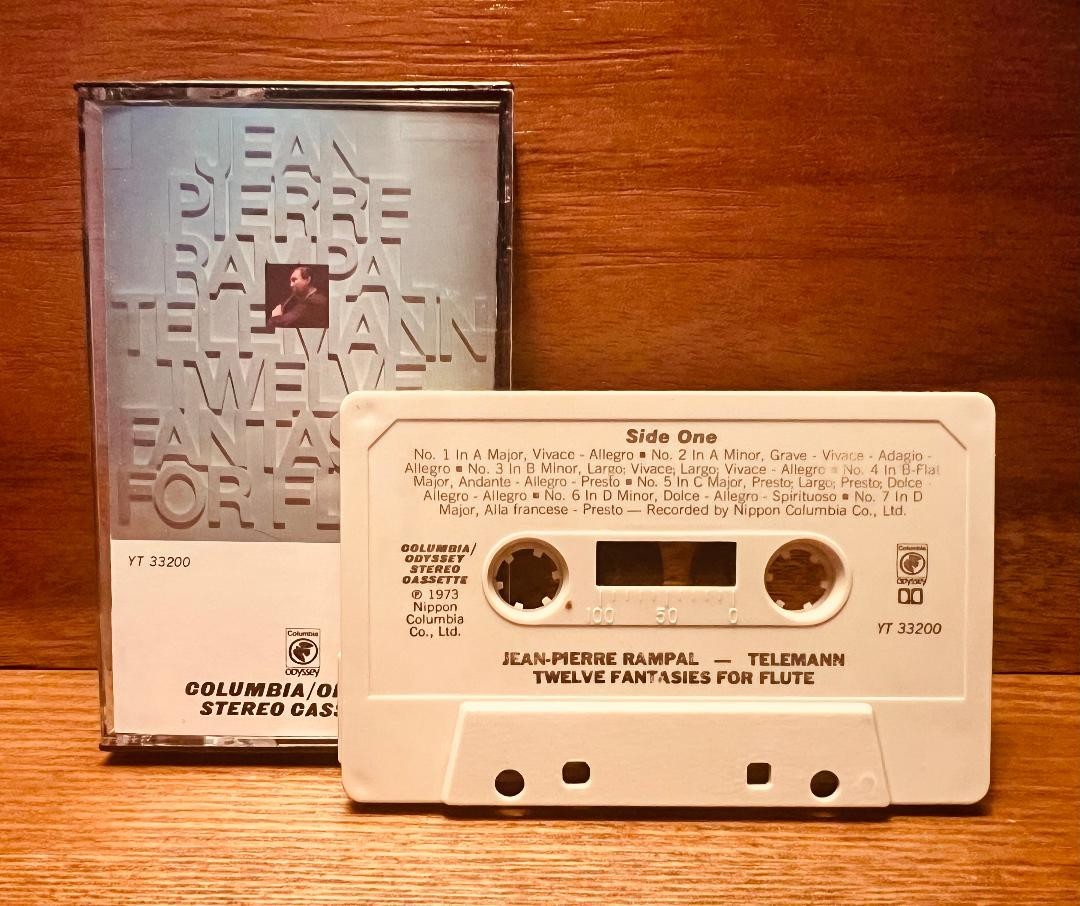 JEAN
PIERRE
RAMPAL
TELEMANN
TWELVE
FOR
YT 33200
Columbia
ODYSSEY
STEREO
Side One
No. 1 In A Major, Vivace - Allegro ▪ No. 2 In A Minor, Grave - Vivace - Adagio -
Allegro ▪ No. 3 In B Minor, Largo; Vivace; Largo; Vivace - Allegro ▪ No. 4 In B-Flat
Major, Andante - Allegro - Presto ▪ No. 5 In C Major, Presto; Largo; Presto; Dolce -
Allegro - Allegro ▪ No. 6 In D Minor, Dolce - Allegro - Spirituoso ▪ No. 7 In D
Major, Alla francese - Presto — Recorded by Nippon Columbia Co., Ltd.
COLUMBIA/
ODYSSEY
STEREO
CASSETTE
℗ 1973
Nippon
Columbia
Co., Ltd.
100 50 0
Columbia
ODYSSEY
YT 33200
JEAN-PIERRE RAMPAL — TELEMANN
TWELVE FANTASIES FOR FLUTE